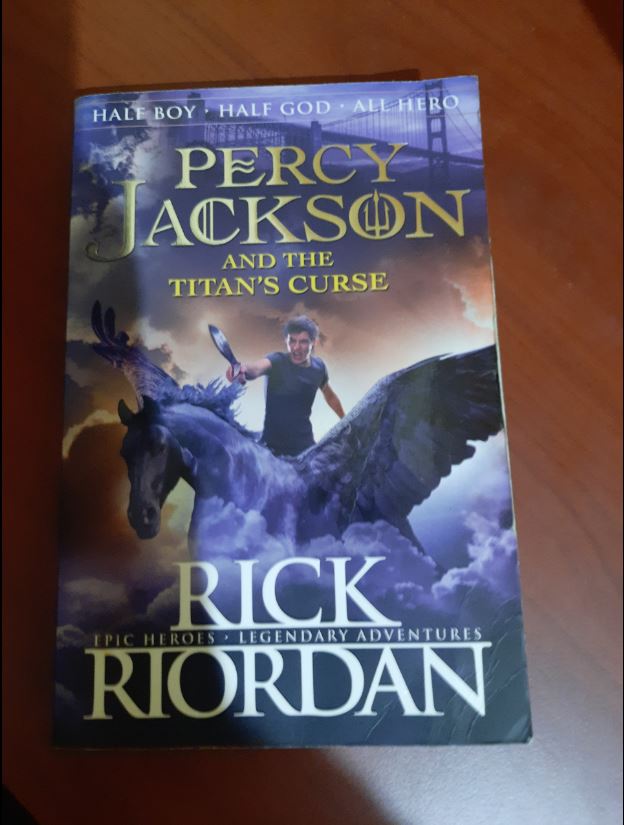 HALF BOY · HALF GOD · ALL HERO
PERCY
JACKSON
AND THE
TITAN'S CURSE
RICK
EPIC HEROES · LEGENDARY ADVENTURES
RIORDAN